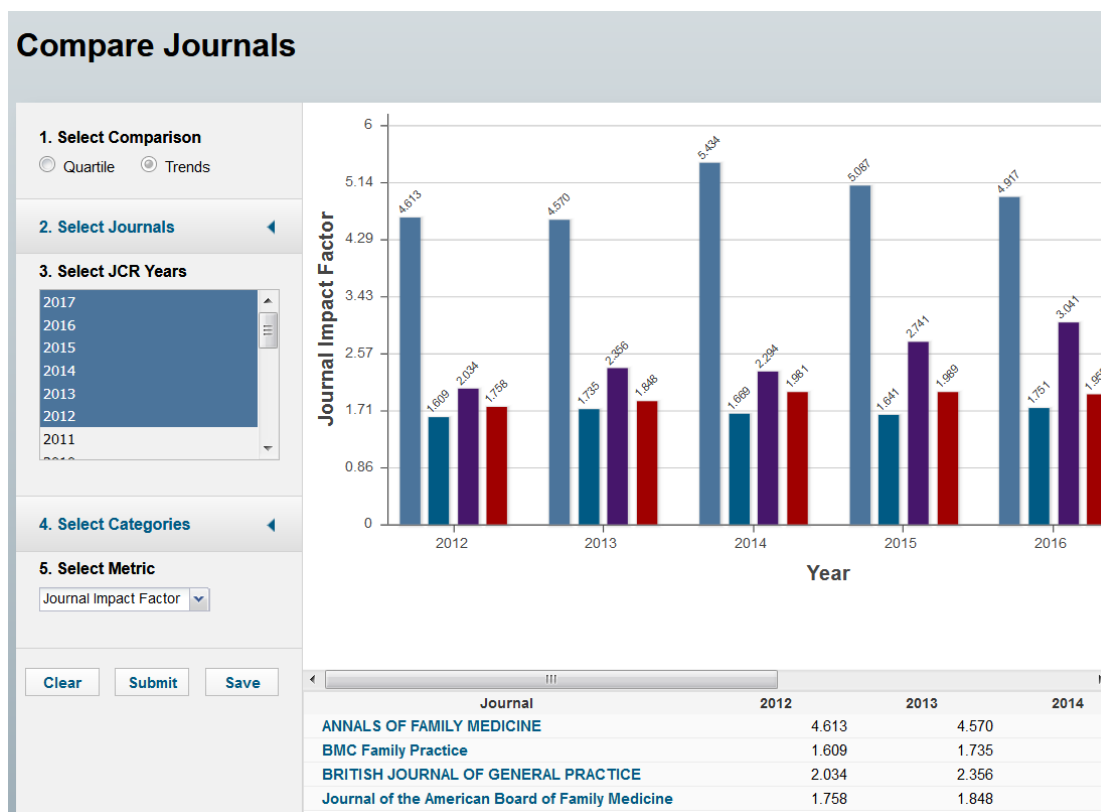 Compare Journals
1. Select Comparison
Quartile Trends
2. Select Journals
3. Select JCR Years
2017
2016
2015
2014
2013
2012
2011
4. Select Categories
5. Select Metric
Journal Impact Factor
Clear Submit Save
Journal Impact Factor
6
5.14
4.29
3.43
2.57
1.71
0.86
0
4.613 1.609 2.034 1.758
4.570 1.735 2.356 1.848
5.434 1.669 2.294 1.981
5.087 1.641 2.741 1.989
4.917 1.751 3.041
2012 2013 2014 2015 2016
Year
Journal 2012 2013 2014
ANNALS OF FAMILY MEDICINE 4.613 4.570
BMC Family Practice 1.609 1.735
BRITISH JOURNAL OF GENERAL PRACTICE 2.034 2.356
Journal of the American Board of Family Medicine 1.758 1.848